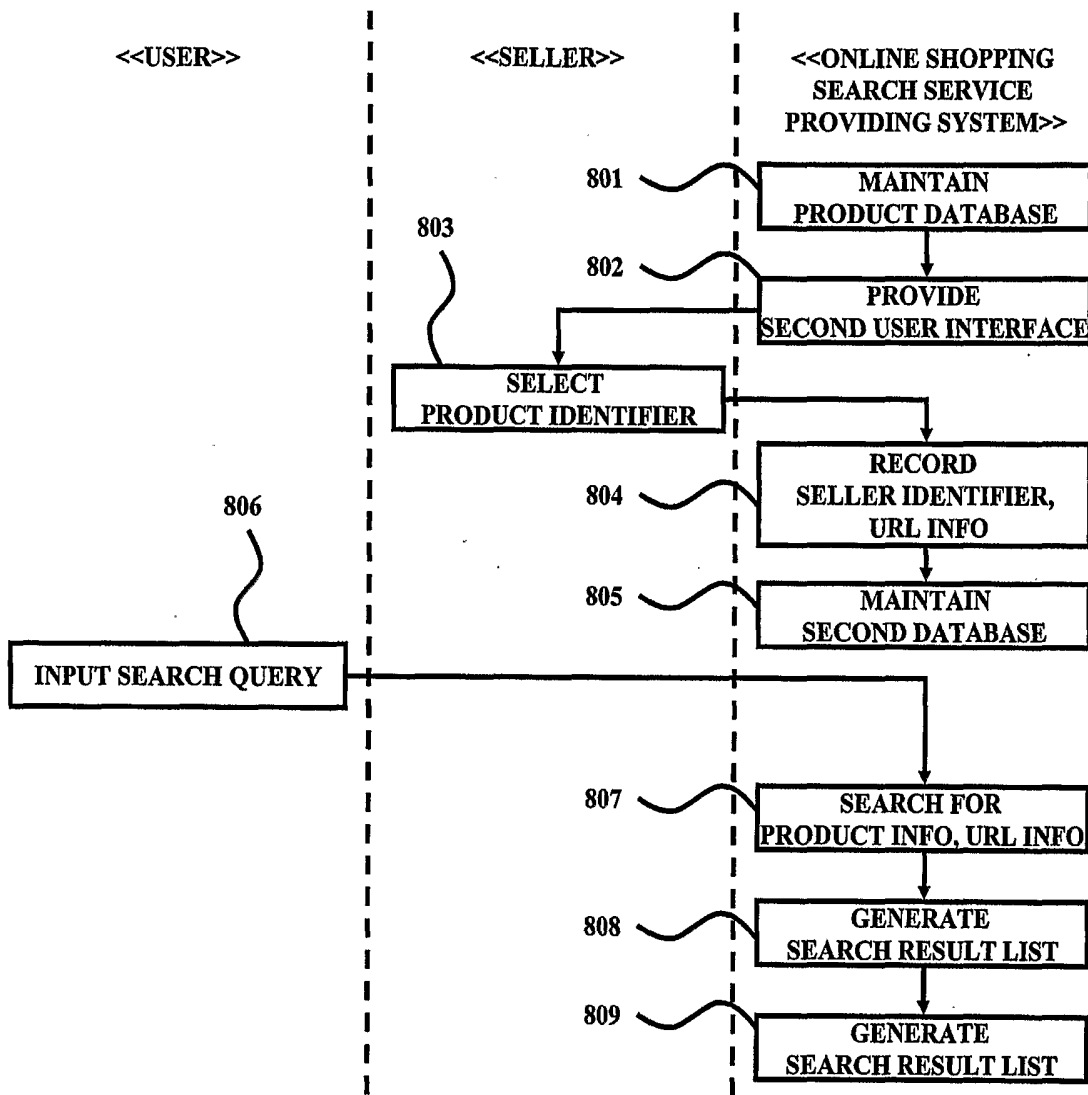 <<USER>>
<<SELLER>>
<<ONLINE SHOPPING
SEARCH SERVICE
PROVIDING SYSTEM>>
801
MAINTAIN
PRODUCT DATABASE
802
PROVIDE
SECOND USER INTERFACE
803
SELECT
PRODUCT IDENTIFIER
804
RECORD
SELLER IDENTIFIER,
URL INFO
805
MAINTAIN
SECOND DATABASE
806
INPUT SEARCH QUERY
807
SEARCH FOR
PRODUCT INFO, URL INFO
808
GENERATE
SEARCH RESULT LIST
809
GENERATE
SEARCH RESULT LIST